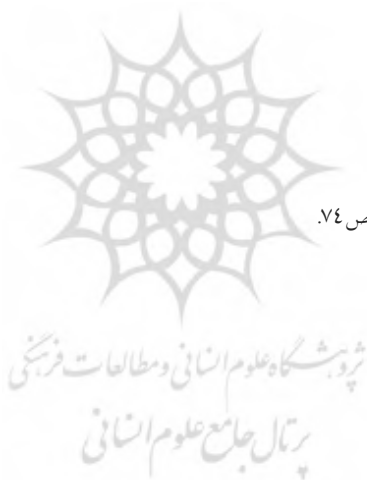 ص ٧٤.
پژوهشگاه علوم انسانی و مطالعات فرهنگی
پرتال جامع علوم انسانی